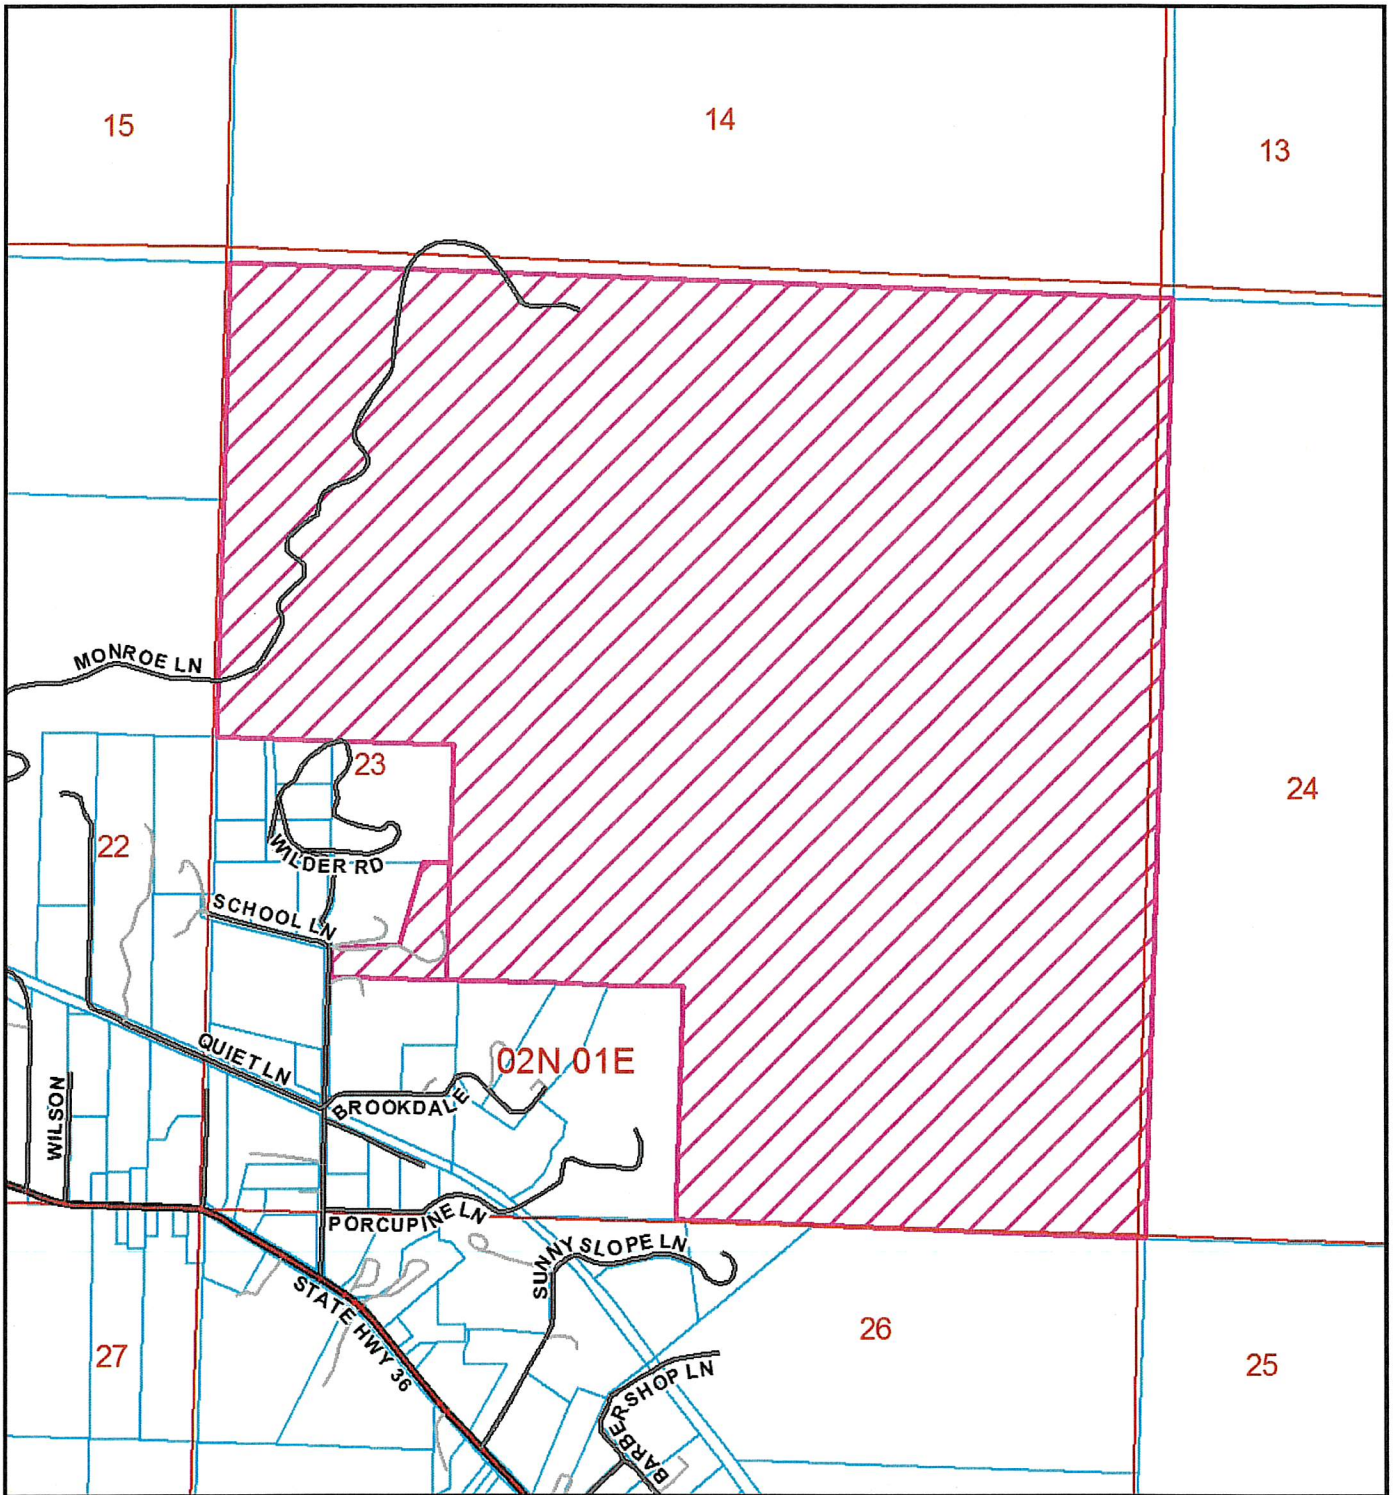 15
14
13
MONROE LN
23
24
22
WILDER RD
SCHOOL LN
QUIET LN
02N 01E
WILSON
BROOKDALE
PORCUPINE LN
SUNNY SLOPE LN
STATE HWY 36
26
27
25
BARBERSHOP LN